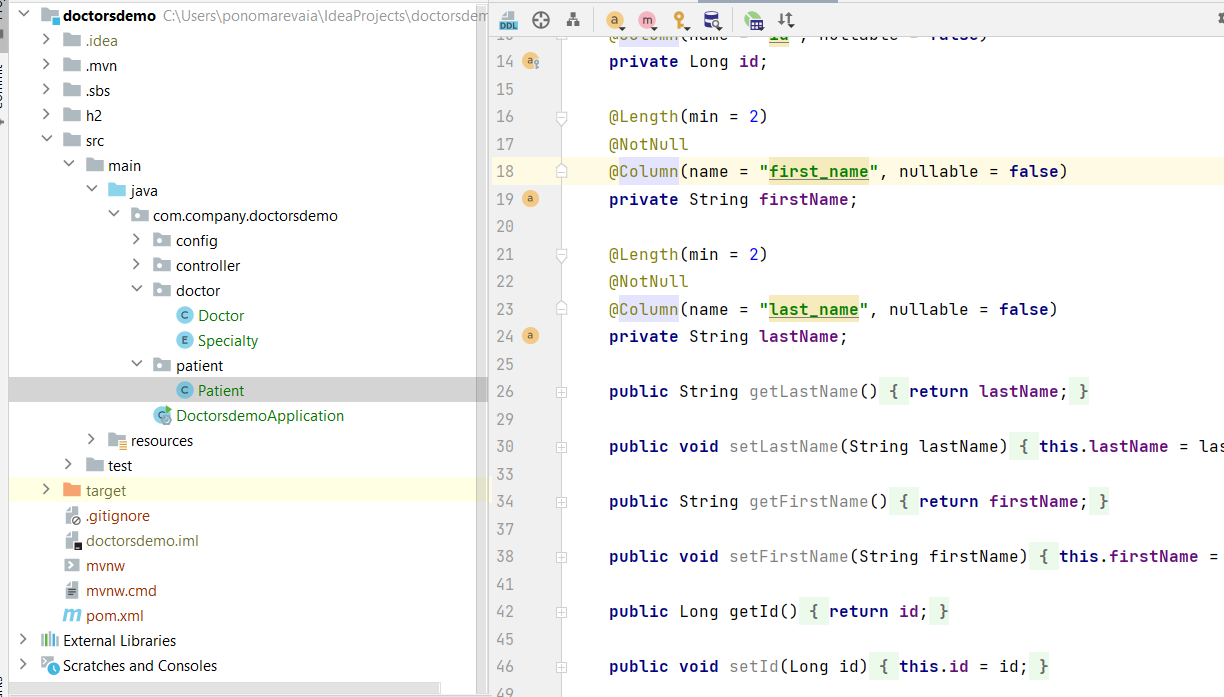 doctorsdemo C:\Users\ponomarevaia\IdeaProjects\doctorsdem
.idea
.mvn
.sbs
h2
src
main
java
com.company.doctorsdemo
config
controller
doctor
Doctor
Specialty
patient
Patient
DoctorsdemoApplication
resources
test
target
.gitignore
doctorsdemo.iml
mvnw
mvnw.cmd
pom.xml
External Libraries
Scratches and Consoles
DDL
@Column(name = "id", nullable = false)
14 private Long id;
15
16 @Length(min = 2)
17 @NotNull
18 @Column(name = "first_name", nullable = false)
19 private String firstName;
20
21 @Length(min = 2)
22 @NotNull
23 @Column(name = "last_name", nullable = false)
24 private String lastName;
25
26 public String getLastName() { return lastName; }
29
30 public void setLastName(String lastName) { this.lastName = las
33
34 public String getFirstName() { return firstName; }
37
38 public void setFirstName(String firstName) { this.firstName =
41
42 public Long getId() { return id; }
45
46 public void setId(Long id) { this.id = id; }
49